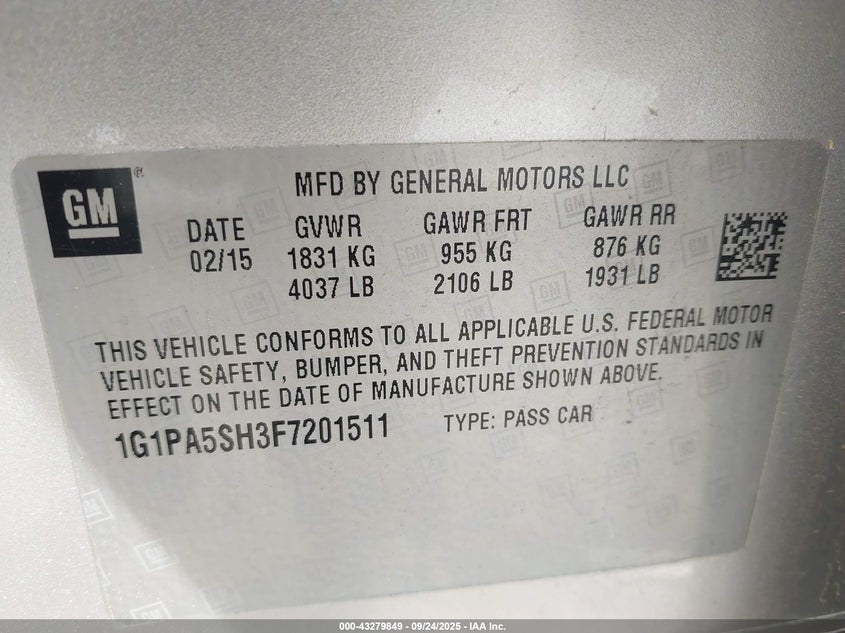 GM ®
MFD BY GENERAL MOTORS LLC
DATE GVWR GAWR FRT GAWR RR
02/15 1831 KG 955 KG 876 KG
4037 LB 2106 LB 1931 LB
THIS VEHICLE CONFORMS TO ALL APPLICABLE U.S. FEDERAL MOTOR
VEHICLE SAFETY, BUMPER, AND THEFT PREVENTION STANDARDS IN
EFFECT ON THE DATE OF MANUFACTURE SHOWN ABOVE.
1G1PA5SH3F7201511 TYPE: PASS CAR
000-43279849 - 09/24/2025 - IAA Inc.